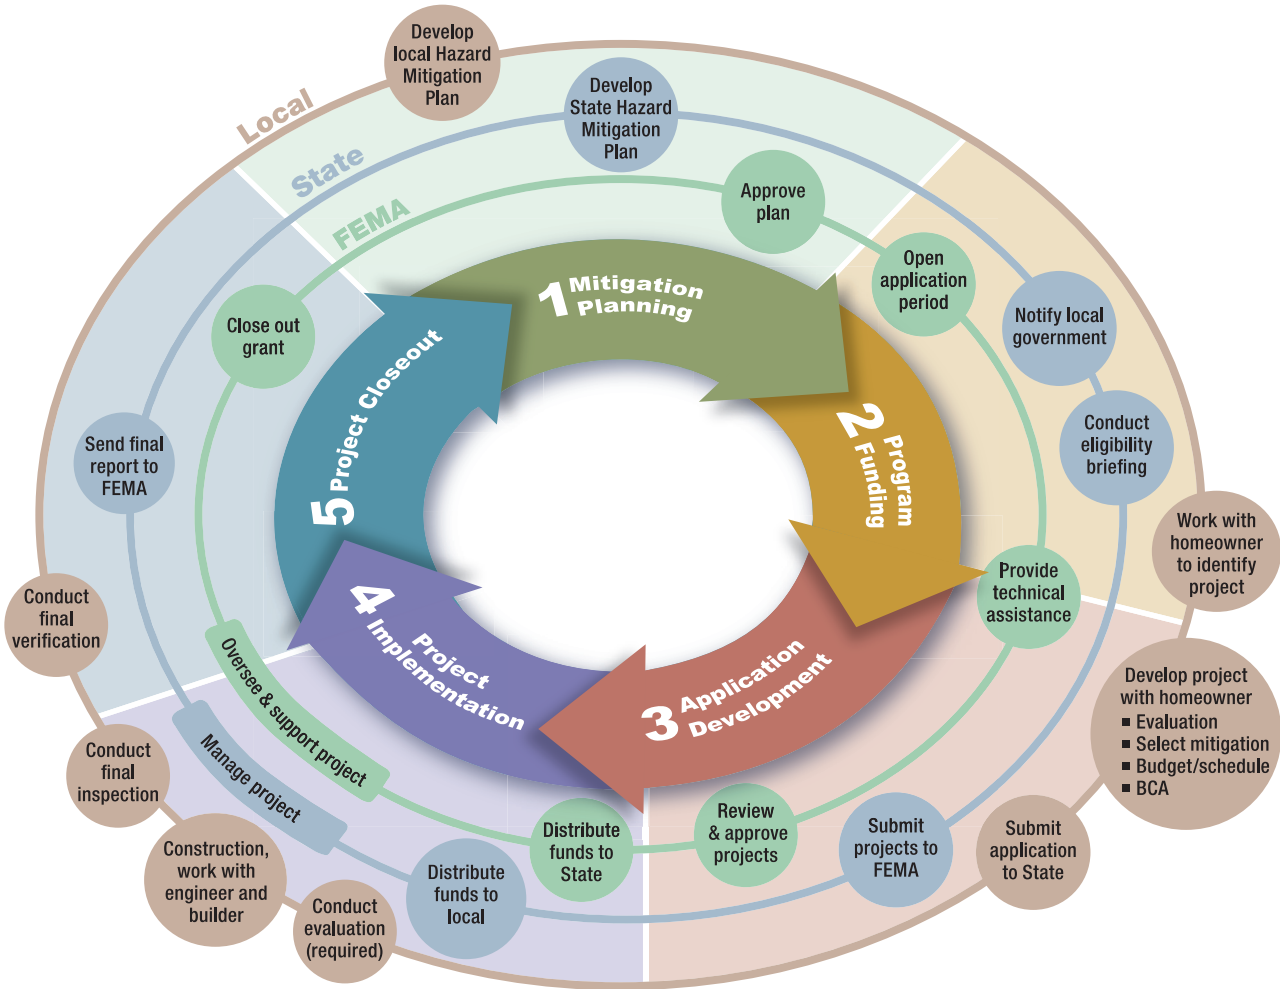 Local
State
FEMA
Develop
local Hazard
Mitigation
Plan
Develop
State Hazard
Mitigation
Plan
Approve
plan
Open
application
period
Notify local
government
Conduct
eligibility
briefing
Work with
homeowner
to identify
project
Provide
technical
assistance
Develop project
with homeowner
▪ Evaluation
▪ Select mitigation
▪ Budget/schedule
▪ BCA
Submit
application
to State
Submit
projects to
FEMA
Review
& approve
projects
Distribute
funds to
State
Distribute
funds to
local
Conduct
evaluation
(required)
Construction,
work with
engineer and
builder
Conduct
final
inspection
Manage project
Oversee & support project
Conduct
final
verification
Send final
report to
FEMA
Close out
grant
1 Mitigation
Planning
2 Program
Funding
3 Application
Development
4 Project
Implementation
5 Project Closeout